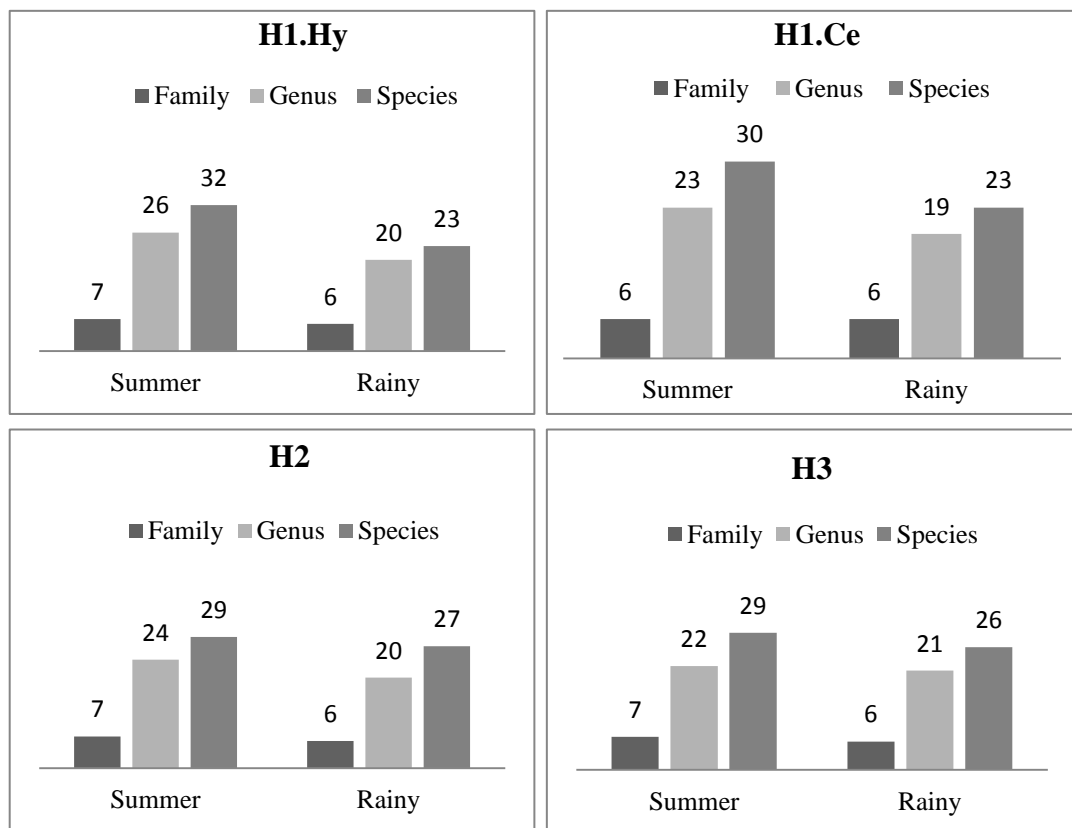 H1.Hy
Family Genus Species
32
26
23
20
7
6
Summer Rainy
H1.Ce
Family Genus Species
30
23
23
19
6
6
Summer Rainy
H2
Family Genus Species
29
27
24
20
7
6
Summer Rainy
H3
Family Genus Species
29
26
22
21
7
6
Summer Rainy